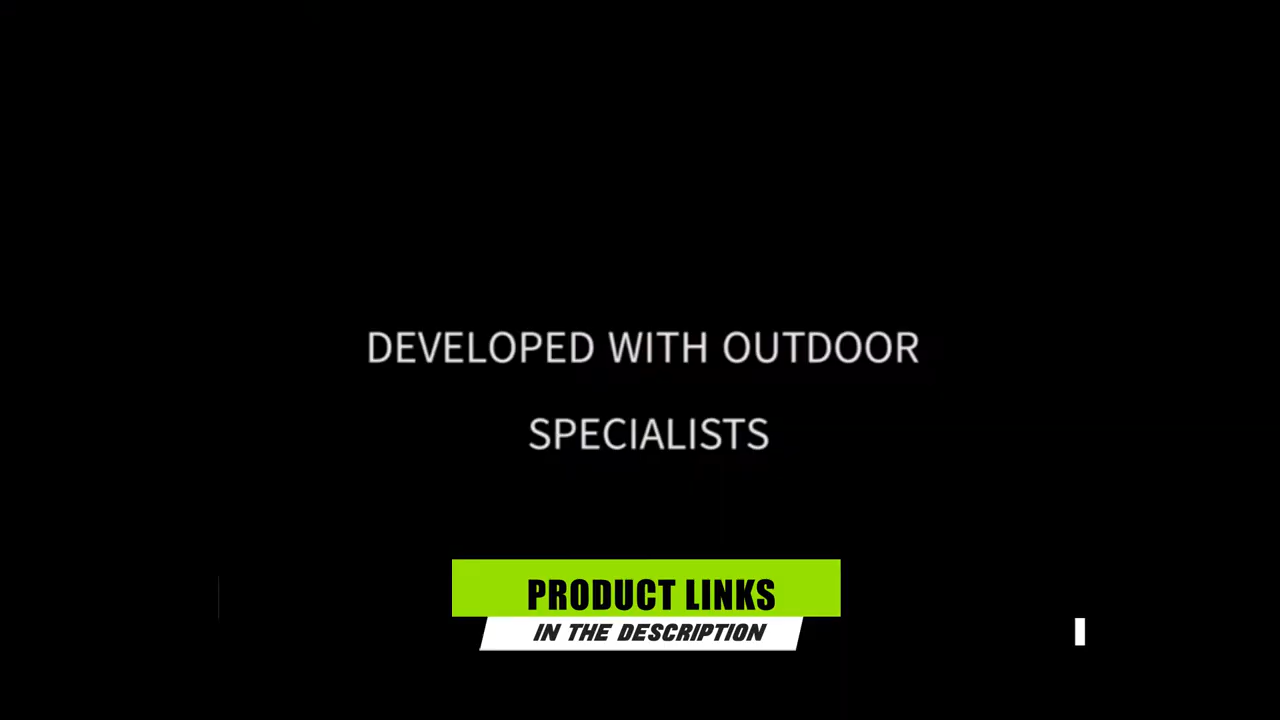 DEVELOPED WITH OUTDOOR
SPECIALISTS
PRODUCT LINKS
IN THE DESCRIPTION